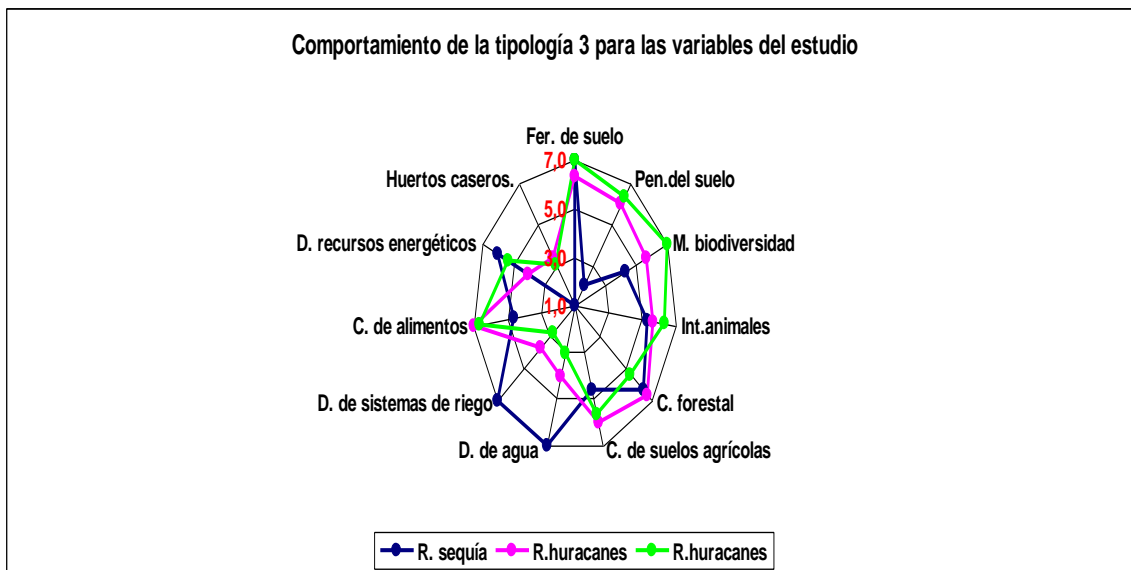 Comportamiento de la tipología 3 para las variables del estudio
Fer. de suelo
7,0
Huertos caseros.
Pen.del suelo
5,0
D. recursos energéticos
M. biodiversidad
3,0
1,0
C. de alimentos
Int.animales
D. de sistemas de riego
C. forestal
D. de agua
C. de suelos agrícolas
R. sequía
R.huracanes
R.huracanes